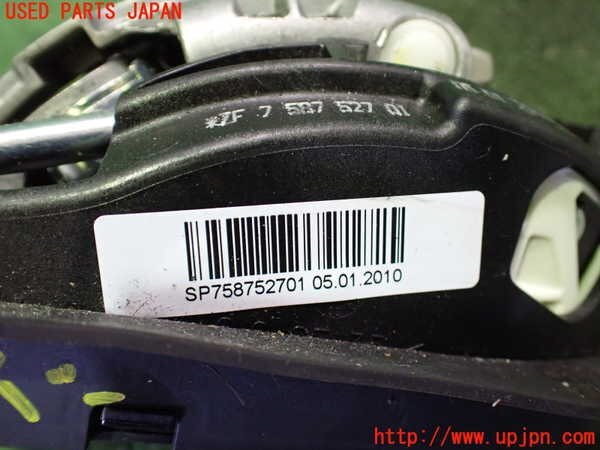 USED PARTS JAPAN
*ZF 7 587 527 01
SP758752701 05.01.2010
http://www.upjpn.com